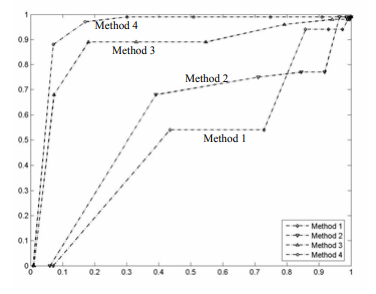 1
0.9
0.8
0.7
0.6
0.5
0.4
0.3
0.2
0.1
0
Method 4
Method 3
Method 2
Method 1
Method 1
Method 2
Method 3
Method 4
0 0.1 0.2 0.3 0.4 0.5 0.6 0.7 0.8 0.9 1